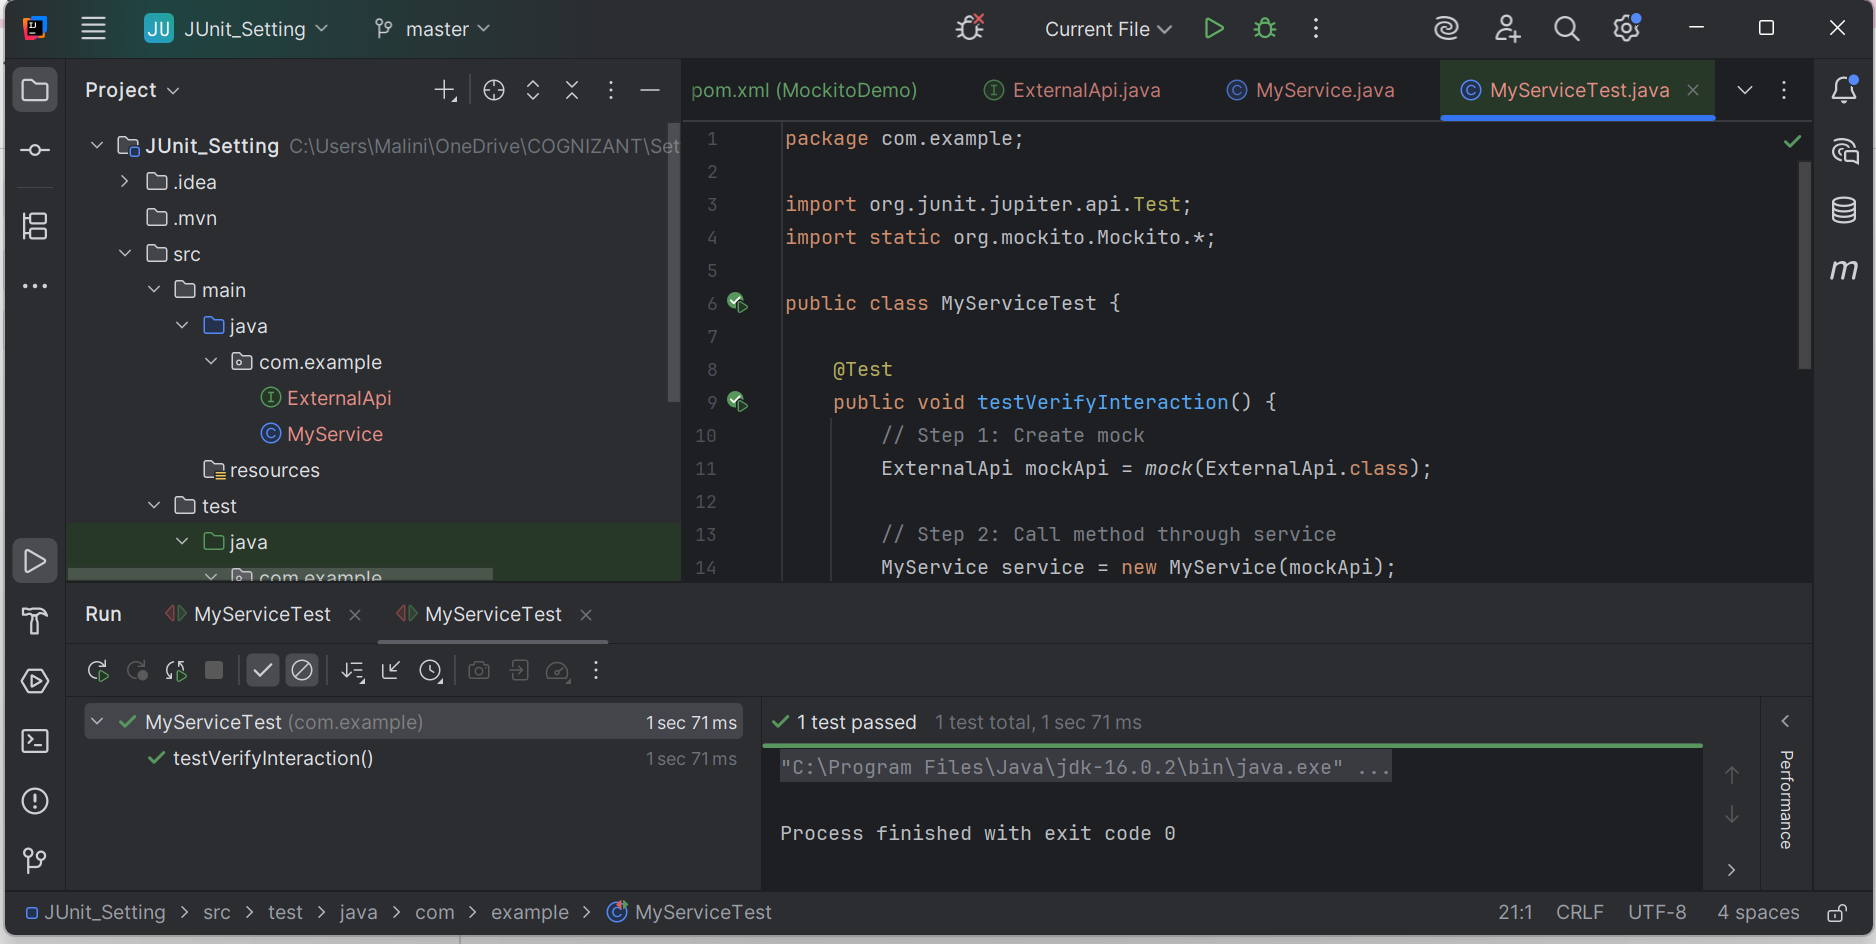 JU JUnit_Setting master Current File
Project
pom.xml (MockitoDemo) ExternalApi.java MyService.java MyServiceTest.java
JUnit_Setting C:\Users\Malini\OneDrive\COGNIZANT\Set
.idea
.mvn
src
main
java
com.example
ExternalApi
MyService
resources
test
java
com.example
1 package com.example;
2
3 import org.junit.jupiter.api.Test;
4 import static org.mockito.Mockito.*;
5
6 public class MyServiceTest {
7
8 @Test
9 public void testVerifyInteraction() {
10 // Step 1: Create mock
11 ExternalApi mockApi = mock(ExternalApi.class);
12
13 // Step 2: Call method through service
14 MyService service = new MyService(mockApi);
m
Run MyServiceTest MyServiceTest
MyServiceTest (com.example) 1 sec 71 ms
testVerifyInteraction() 1 sec 71 ms
1 test passed 1 test total, 1 sec 71 ms
"C:\Program Files\Java\jdk-16.0.2\bin\java.exe" ...
Process finished with exit code 0
Performance
JUnit_Setting > src > test > java > com > example > MyServiceTest 21:1 CRLF UTF-8 4 spaces